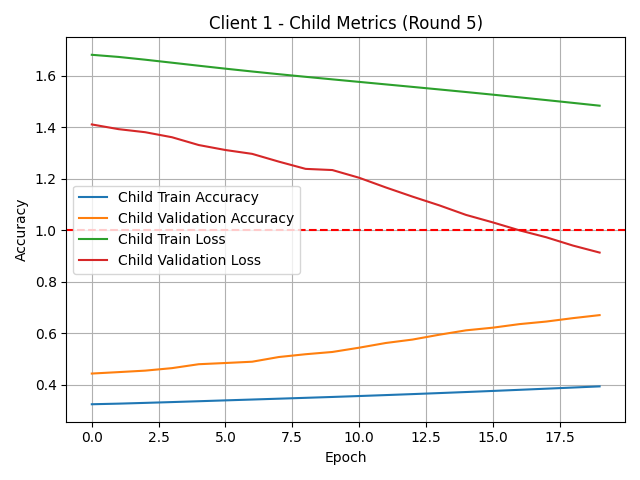 Client 1 - Child Metrics (Round 5)
Accuracy
1.6
1.4
1.2
1.0
0.8
0.6
0.4
Child Train Accuracy
Child Validation Accuracy
Child Train Loss
Child Validation Loss
0.0 2.5 5.0 7.5 10.0 12.5 15.0 17.5
Epoch